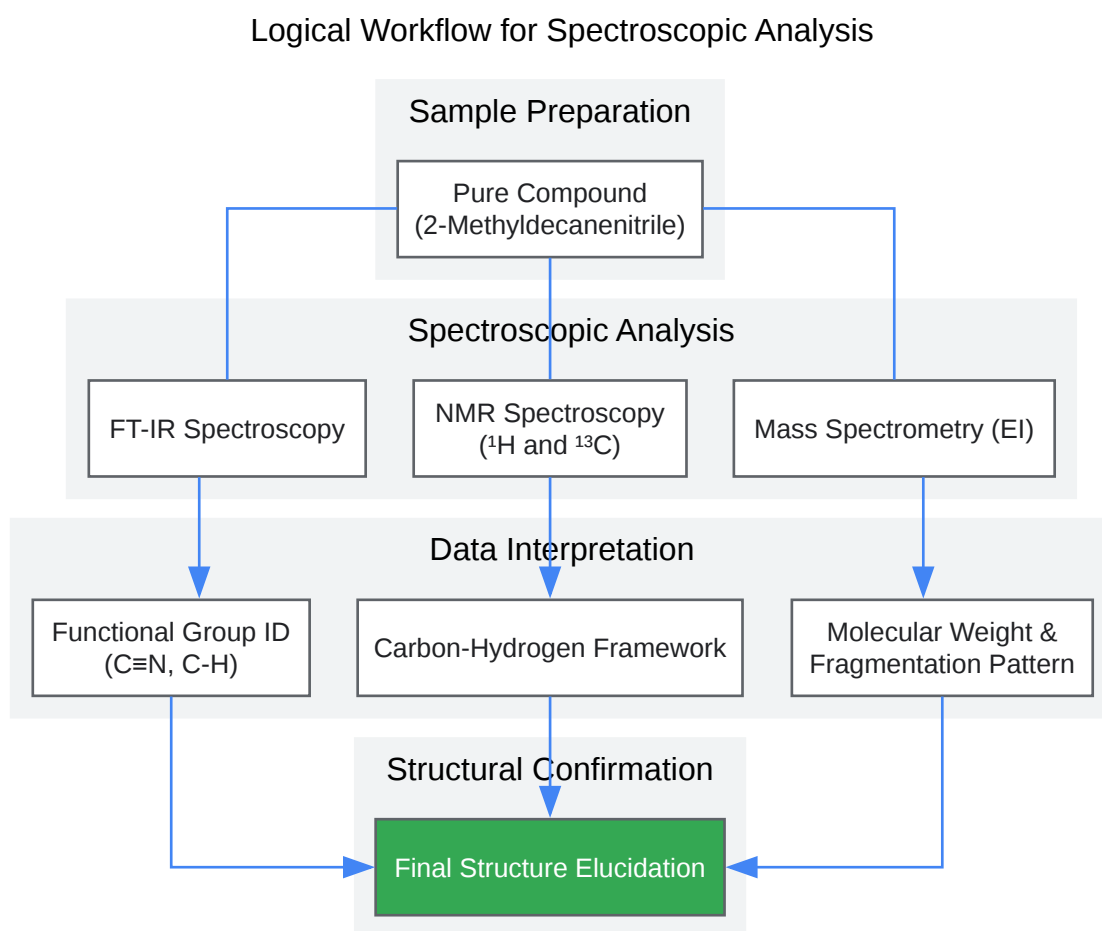 Logical Workflow for Spectroscopic Analysis
Sample Preparation
Pure Compound
(2-Methyldecanenitrile)
Spectroscopic Analysis
FT-IR Spectroscopy
NMR Spectroscopy
(¹H and ¹³C)
Mass Spectrometry (EI)
Data Interpretation
Functional Group ID
(C≡N, C-H)
Carbon-Hydrogen Framework
Molecular Weight &
Fragmentation Pattern
Structural Confirmation
Final Structure Elucidation